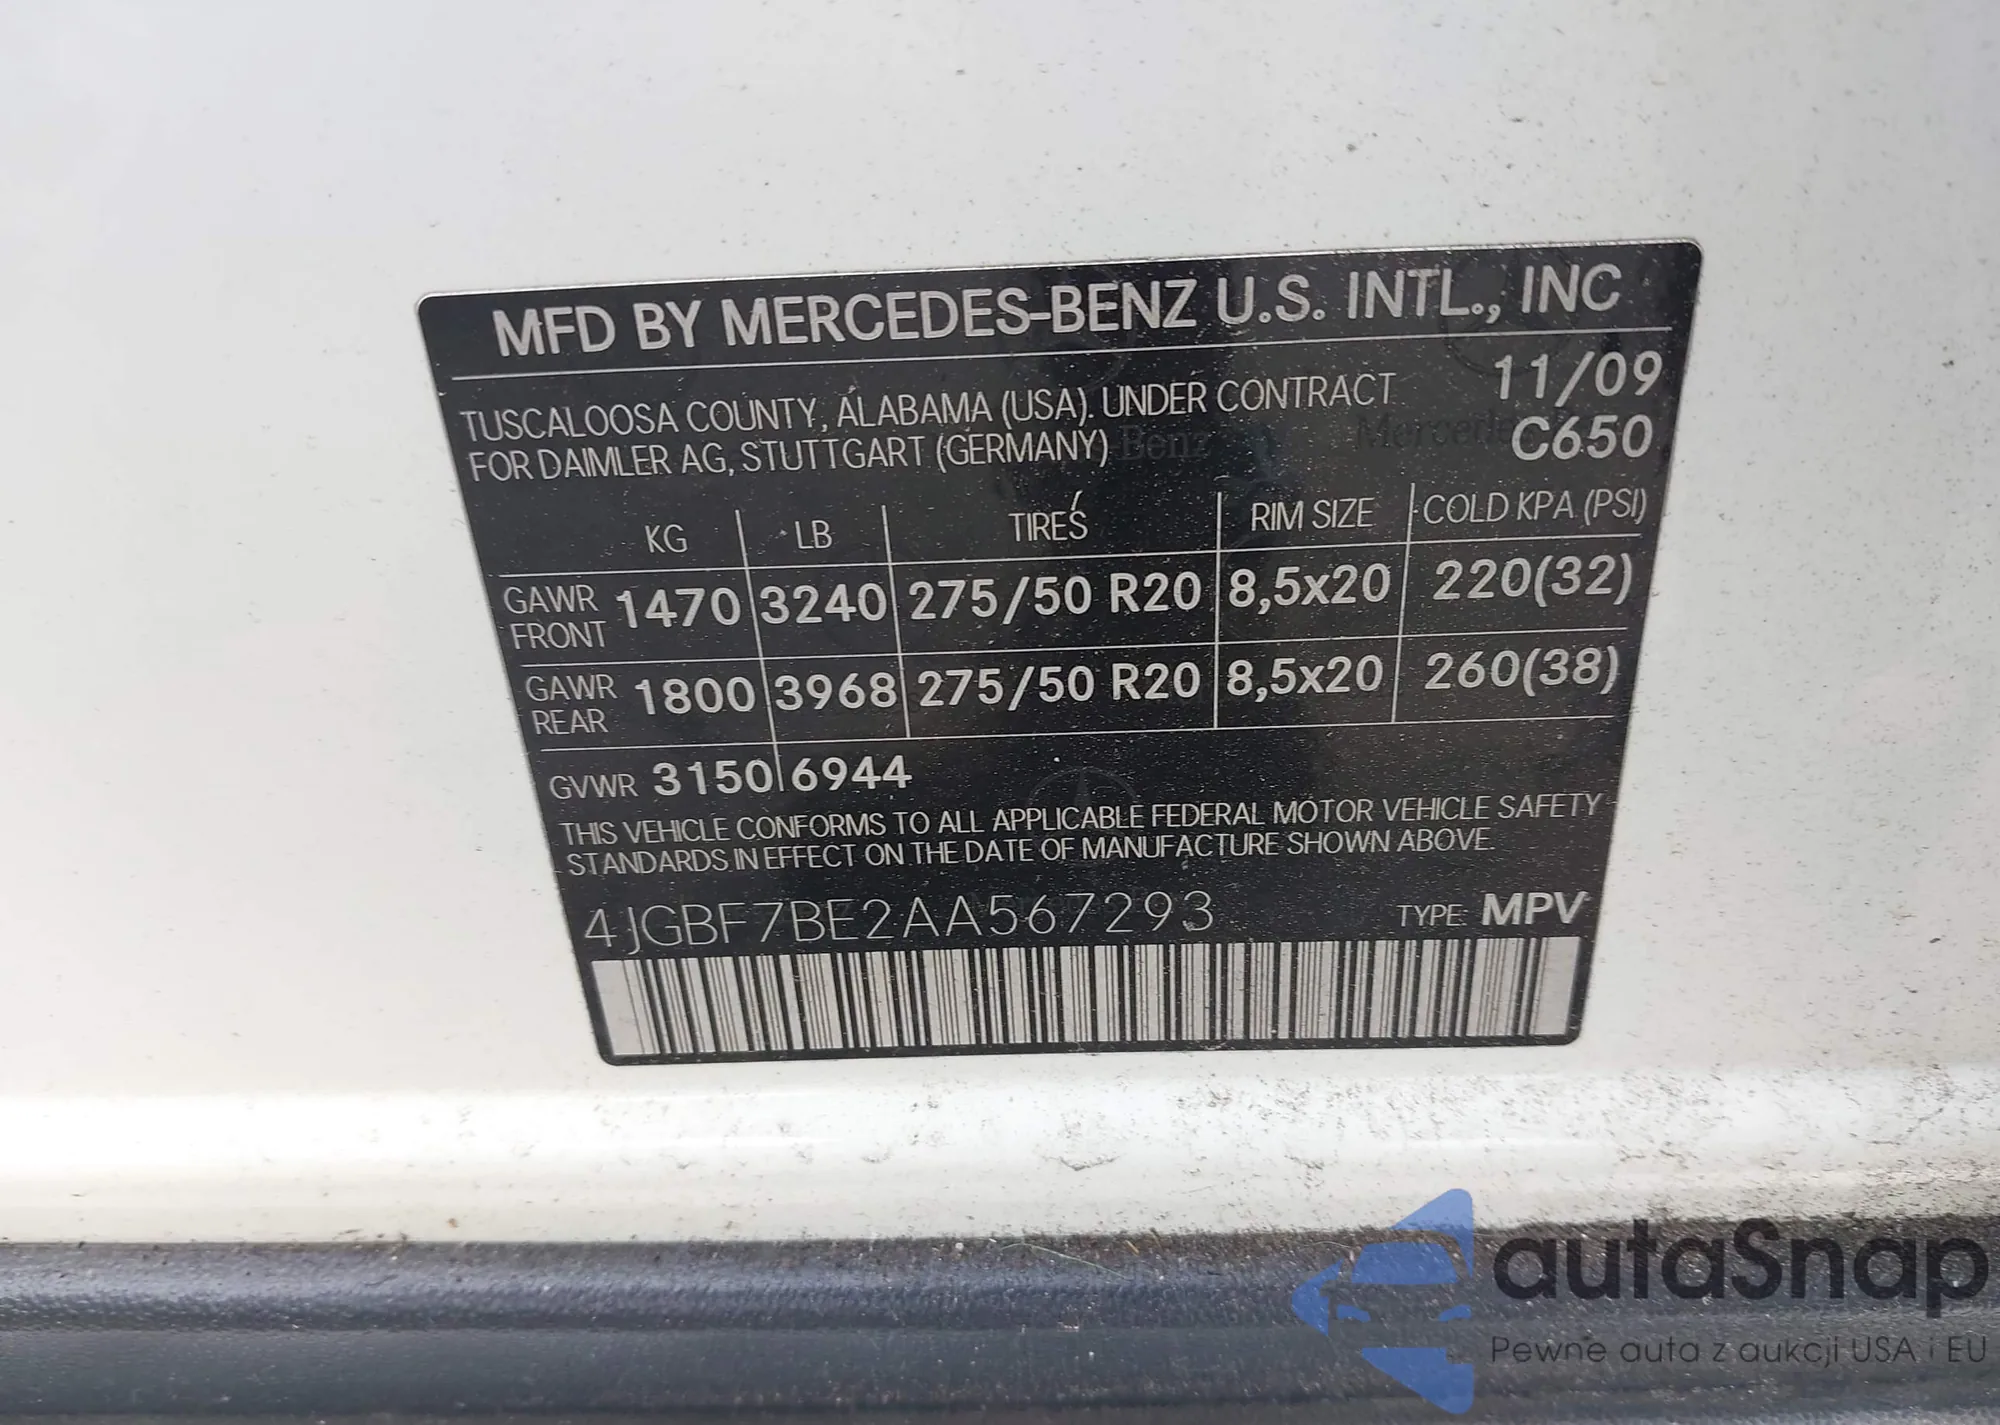 MFD BY MERCEDES-BENZ U.S. INTL., INC
TUSCALOOSA COUNTY, ALABAMA (USA). UNDER CONTRACT 11/09
FOR DAIMLER AG, STUTTGART (GERMANY) C650
KG LB TIRES RIM SIZE COLD KPA (PSI)
GAWR FRONT 1470 3240 275/50 R20 8,5x20 220(32)
GAWR REAR 1800 3968 275/50 R20 8,5x20 260(38)
GVWR 3150 6944
THIS VEHICLE CONFORMS TO ALL APPLICABLE FEDERAL MOTOR VEHICLE SAFETY
STANDARDS IN EFFECT ON THE DATE OF MANUFACTURE SHOWN ABOVE.
4JGBF7BE2AA567293 TYPE: MPV
autaSnap
Pewne auta z aukcji USA i EU